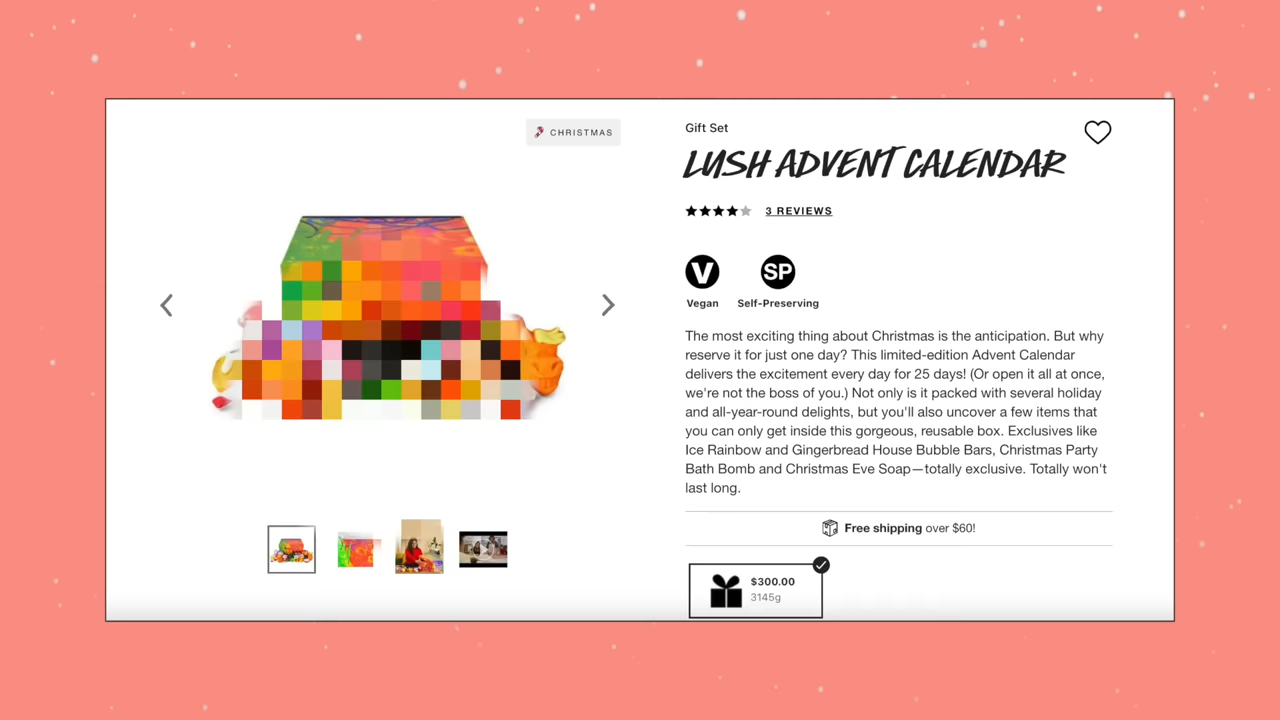 CHRISTMAS
Gift Set
LUSH ADVENT CALENDAR
3 REVIEWS
V
SP
Vegan
Self-Preserving
The most exciting thing about Christmas is the anticipation. But why
reserve it for just one day? This limited-edition Advent Calendar
delivers the excitement every day for 25 days! (Or open it all at once,
we're not the boss of you.) Not only is it packed with several holiday
and all-year-round delights, but you'll also uncover a few items that
you can only get inside this gorgeous, reusable box. Exclusives like
Ice Rainbow and Gingerbread House Bubble Bars, Christmas Party
Bath Bomb and Christmas Eve Soap—totally exclusive. Totally won't
last long.
Free shipping over $60!
$300.00
3145g